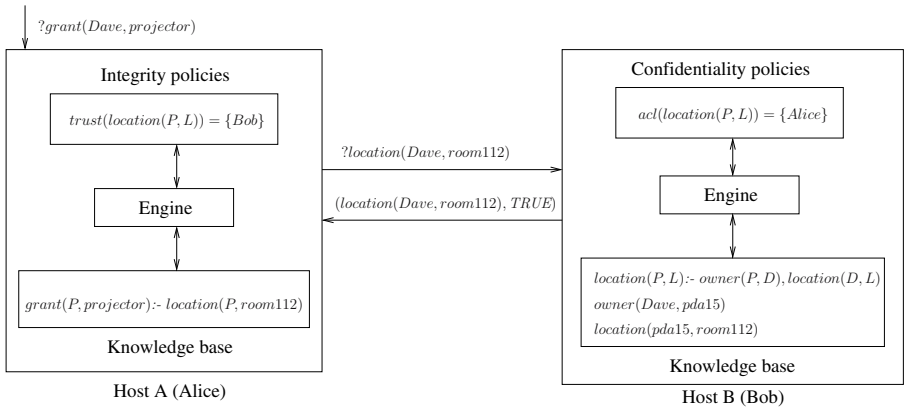 ?grant(Dave, projector)
Integrity policies
trust(location(P, L)) = {Bob}
Engine
grant(P, projector):- location(P, room112)
Knowledge base
Host A (Alice)
?location(Dave, room112)
(location(Dave, room112), TRUE)
Confidentiality policies
acl(location(P, L)) = {Alice}
Engine
location(P, L):- owner(P, D), location(D, L)
owner(Dave, pda15)
location(pda15, room112)
Knowledge base
Host B (Bob)